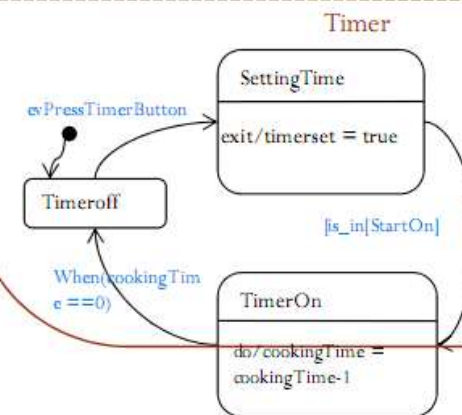 Timer
SettingTime
evPressTimerButton
exit/timerset = true
Timeroff
[is_in[StartOn]
When(cookingTim
e ==0)
TimerOn
do/cookingTime =
cookingTime-1